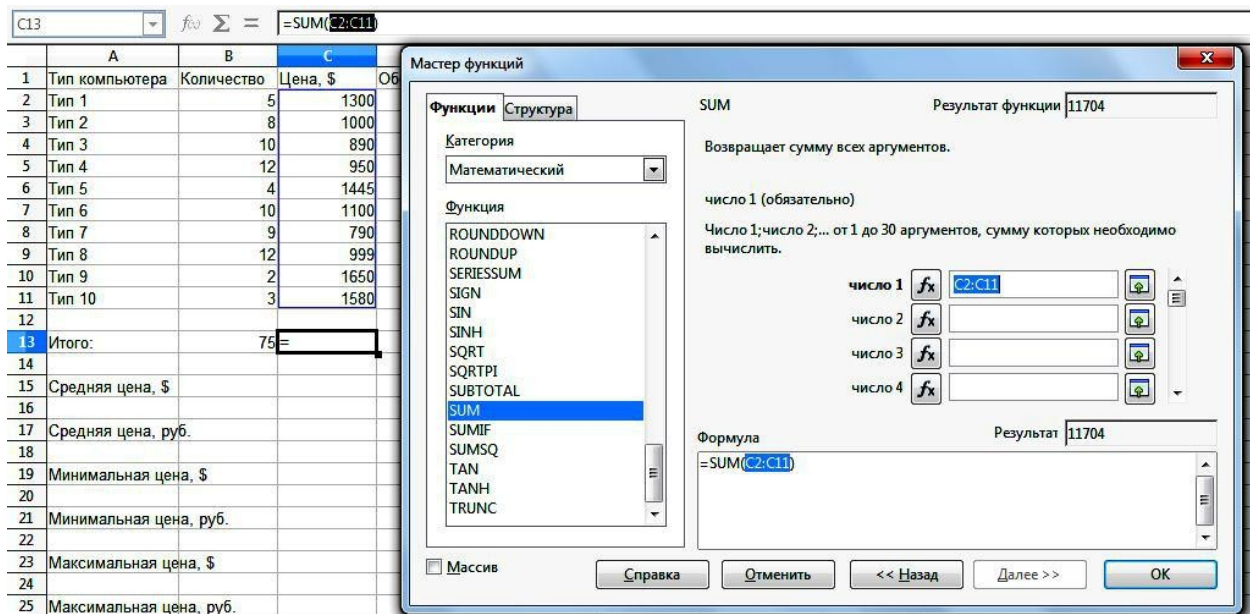 C13 =SUM(C2:C11)
A B C
1 Тип компьютера Количество Цена, $ Об
2 Тип 1 5 1300
3 Тип 2 8 1000
4 Тип 3 10 890
5 Тип 4 12 950
6 Тип 5 4 1445
7 Тип 6 10 1100
8 Тип 7 9 790
9 Тип 8 12 999
10 Тип 9 2 1650
11 Тип 10 3 1580
12
13 Итого: 75 =
14
15 Средняя цена, $
16
17 Средняя цена, руб.
18
19 Минимальная цена, $
20
21 Минимальная цена, руб.
22
23 Максимальная цена, $
24
25 Максимальная цена, руб.
Мастер функций
Функции Структура
Категория
Математический
Функция
ROUNDDOWN
ROUNDUP
SERIESSUM
SIGN
SIN
SINH
SQRT
SQRTPI
SUBTOTAL
SUM
SUMIF
SUMSQ
TAN
TANH
TRUNC
SUM Результат функции 11704
Возвращает сумму всех аргументов.
число 1 (обязательно)
Число 1;число 2;... от 1 до 30 аргументов, сумму которых необходимо
вычислить.
число 1 fx C2:C11
число 2 fx
число 3 fx
число 4 fx
Формула Результат 11704
=SUM(C2:C11)
Массив Справка Отменить << Назад Далее >> OK